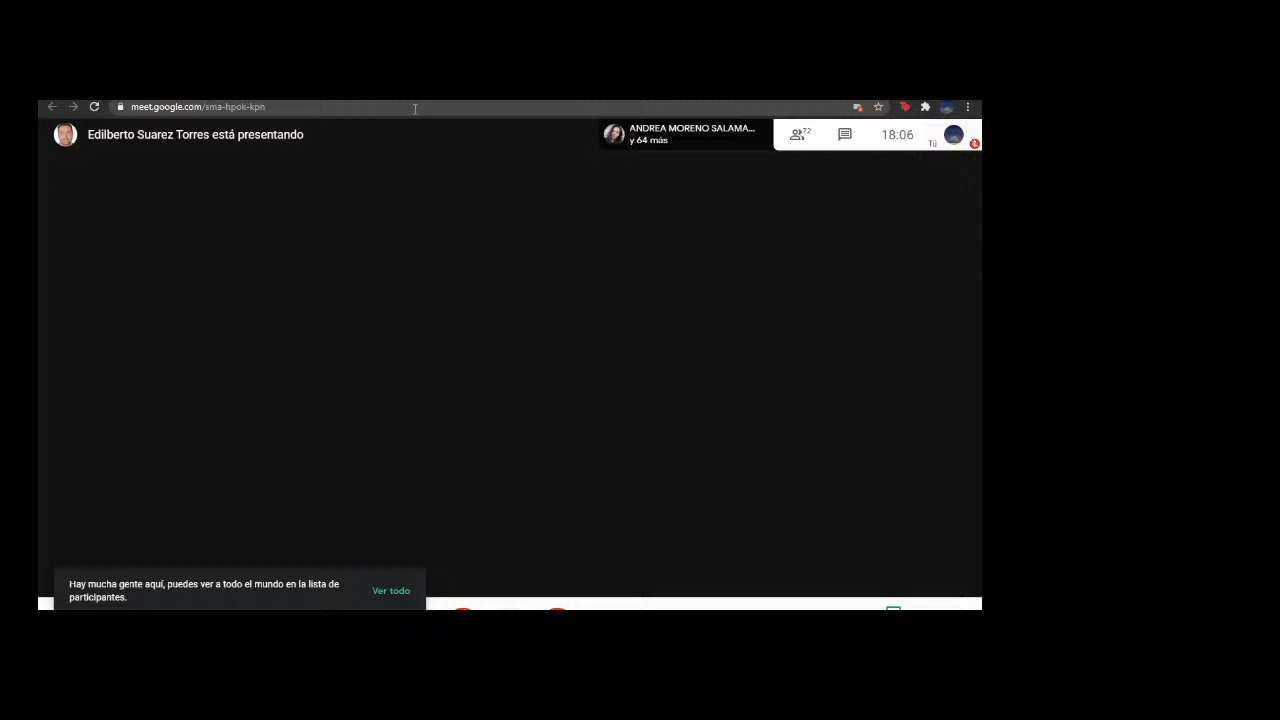 meet.google.com/sma-hpok-kpn
Edilberto Suarez Torres está presentando
ANDREA MORENO SALAMA...
y 64 más
72
18:06
Tú
Hay mucha gente aquí, puedes ver a todo el mundo en la lista de
participantes.
Ver todo